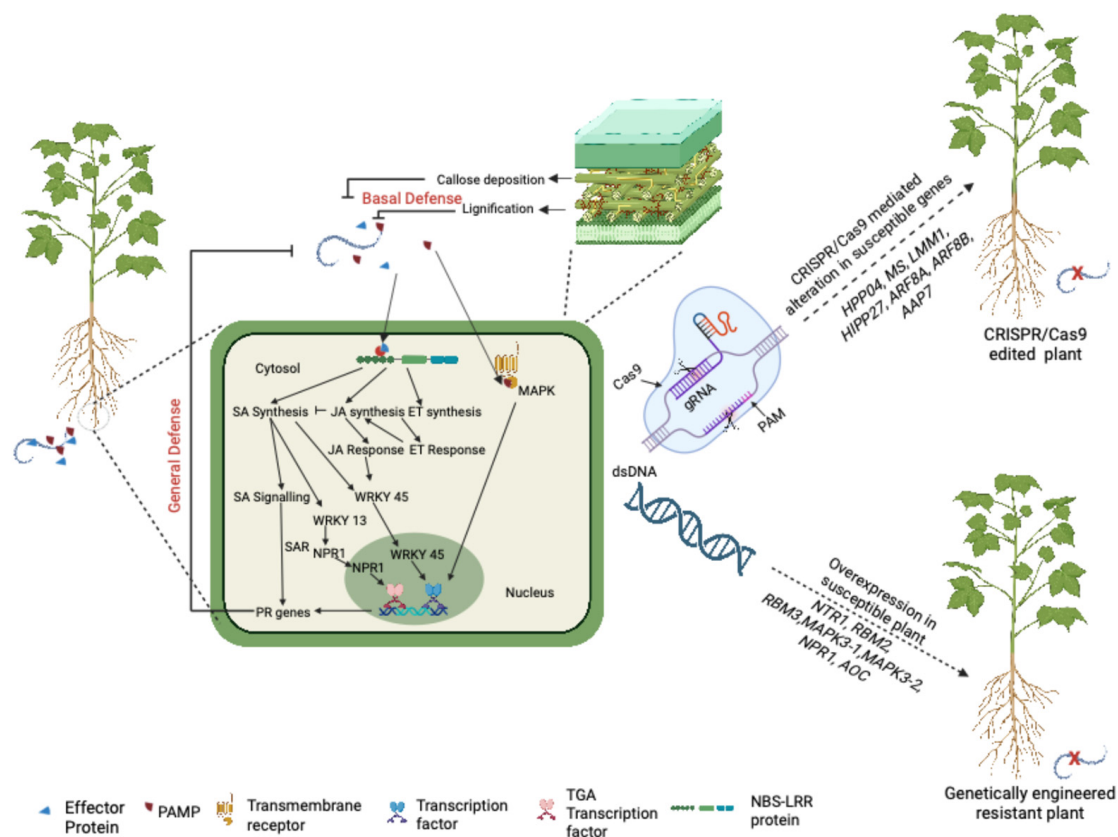 Callose deposition
Basal Defense
Lignification
General Defense
Cytosol
MAPK
SA Synthesis
JA synthesis
ET synthesis
JA Response
ET Response
SA Signalling
WRKY 45
WRKY 13
SAR
NPR1
WRKY 45
NPR1
Nucleus
PR genes
CRISPR/Cas9 mediated
alteration in susceptible genes
HPP04, MS, LMM1,
HIPP27, ARF8A, ARF8B,
AAP7
CRISPR/Cas9
edited plant
Cas9
gRNA
PAM
dsDNA
Overexpression in
susceptible plant
NTR1, RBM2,
RBM3,MAPK3-1,MAPK3-2,
NPR1, AOC
Genetically engineered
resistant plant
Effector
Protein
PAMP
Transmembrane
receptor
Transcription
factor
TGA
Transcription
factor
NBS-LRR
protein